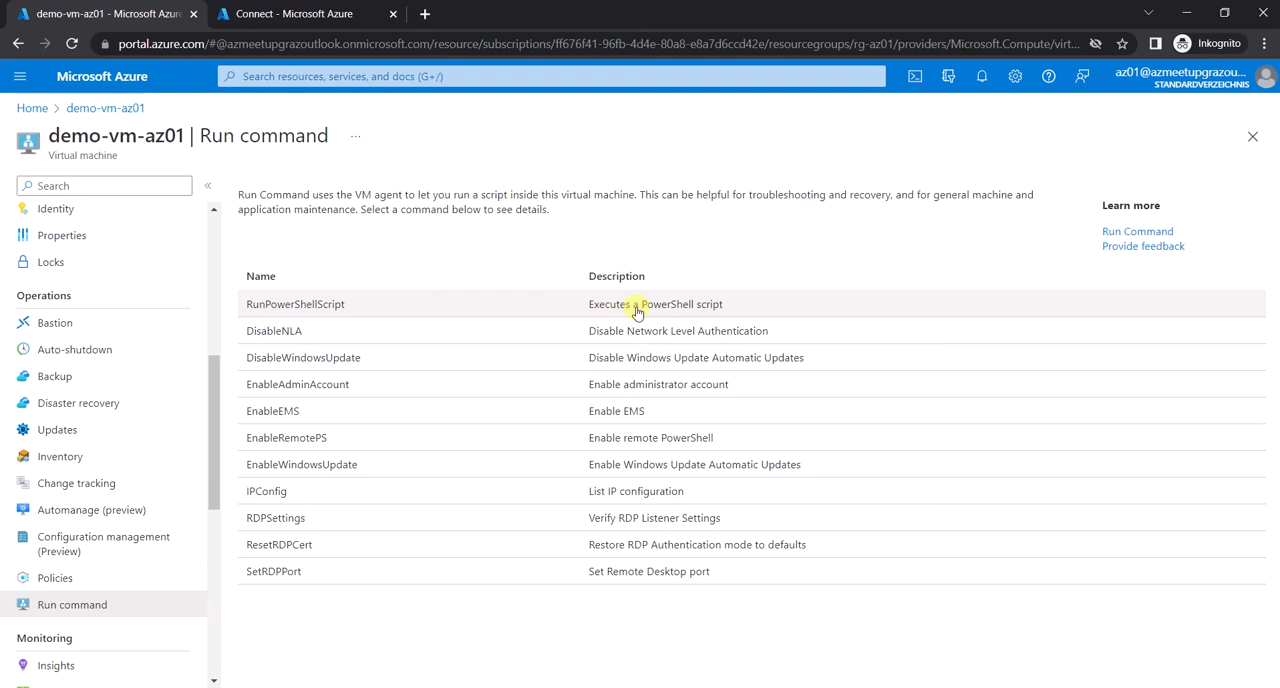 demo-vm-az01 - Microsoft Azure
Connect - Microsoft Azure
portal.azure.com/#@azmeetupgrazoutlook.onmicrosoft.com/resource/subscriptions/ff676f41-96fb-4d4e-80a8-e8a7d6ccd42e/resourcegroups/rg-az01/providers/Microsoft.Compute/virt...
Inkognito
Microsoft Azure
Search resources, services, and docs (G+/)
az01@azmeetupgrazou...
STANDARDVERZEICHNIS
Home > demo-vm-az01
demo-vm-az01 | Run command ...
Virtual machine
Search
«
Identity
Properties
Locks
Operations
Bastion
Auto-shutdown
Backup
Disaster recovery
Updates
Inventory
Change tracking
Automanage (preview)
Configuration management
(Preview)
Policies
Run command
Monitoring
Insights
Run Command uses the VM agent to let you run a script inside this virtual machine. This can be helpful for troubleshooting and recovery, and for general machine and
application maintenance. Select a command below to see details.
Learn more
Run Command
Provide feedback
Name Description
RunPowerShellScript Executes a PowerShell script
DisableNLA Disable Network Level Authentication
DisableWindowsUpdate Disable Windows Update Automatic Updates
EnableAdminAccount Enable administrator account
EnableEMS Enable EMS
EnableRemotePS Enable remote PowerShell
EnableWindowsUpdate Enable Windows Update Automatic Updates
IPConfig List IP configuration
RDPSettings Verify RDP Listener Settings
ResetRDPCert Restore RDP Authentication mode to defaults
SetRDPPort Set Remote Desktop port